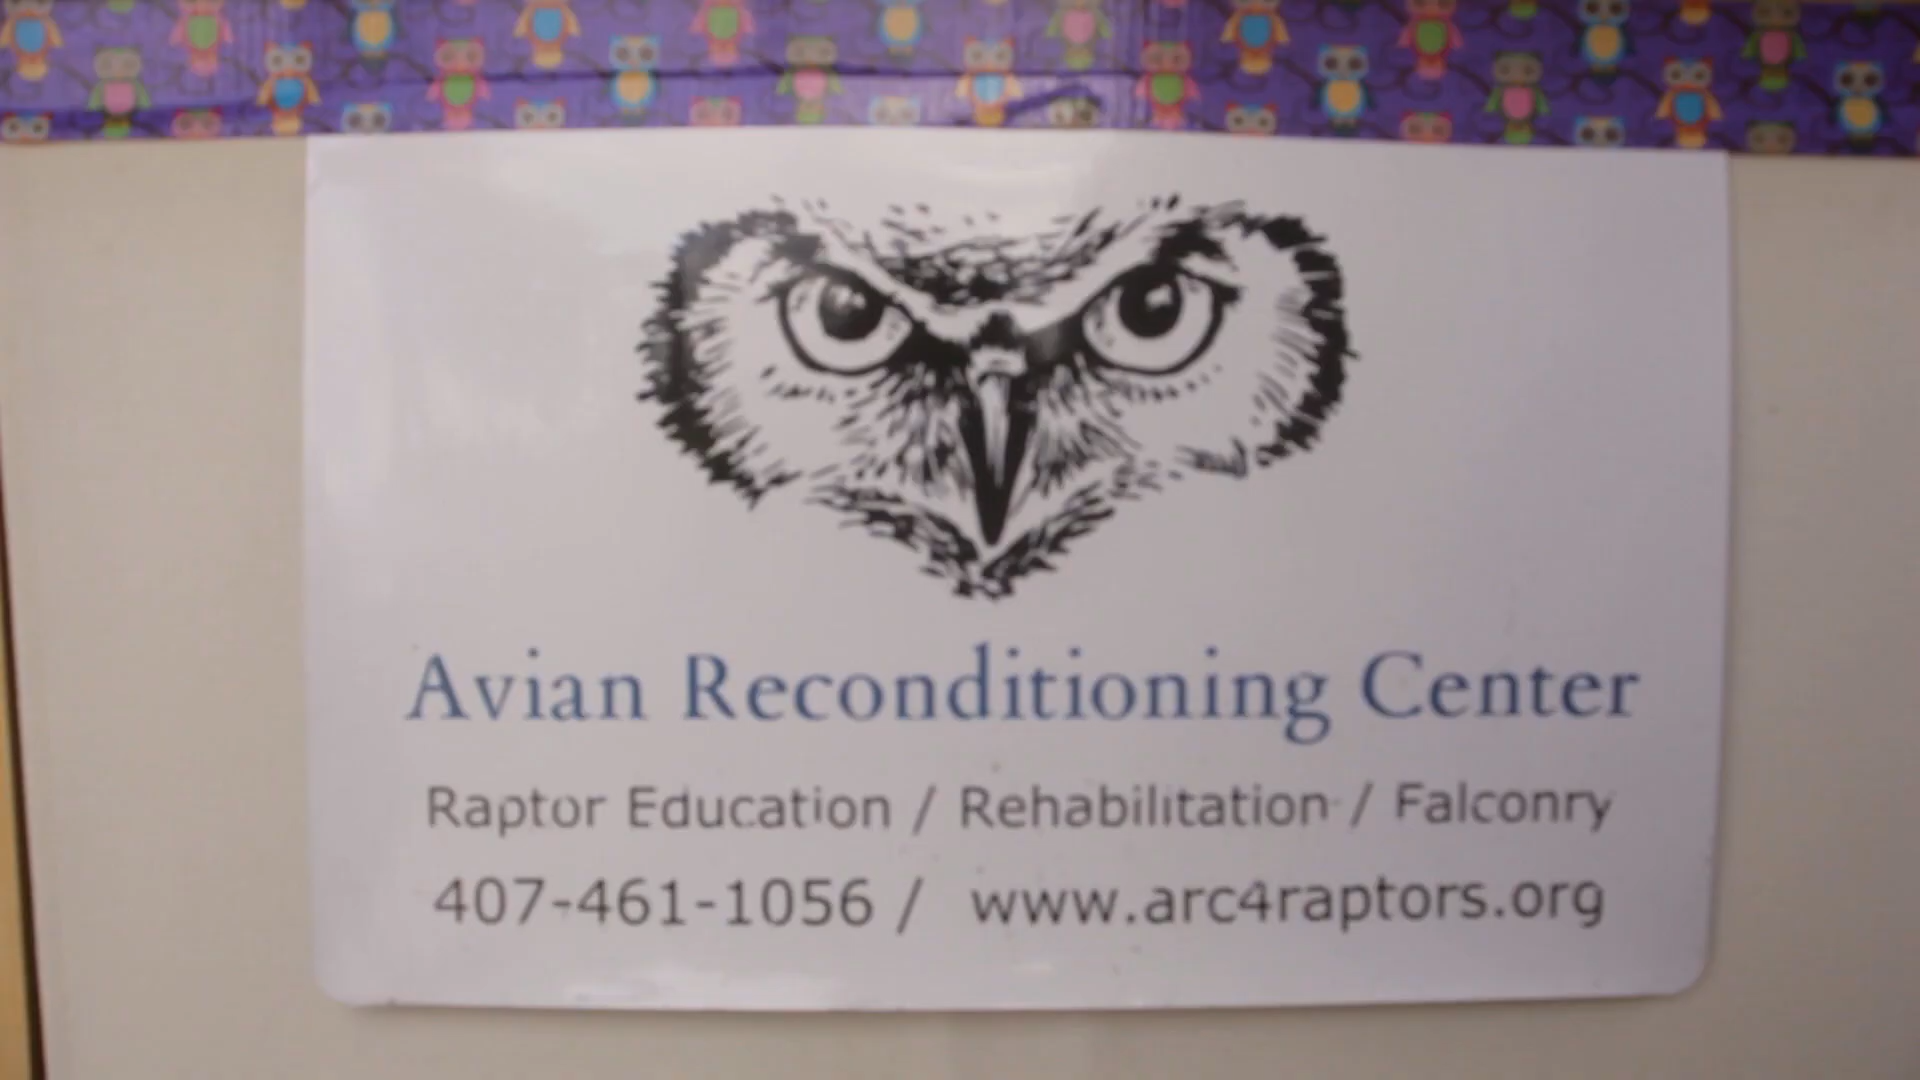 Avian Reconditioning Center
Raptor Education / Rehabilitation / Falconry
407-461-1056 / www.arc4raptors.org